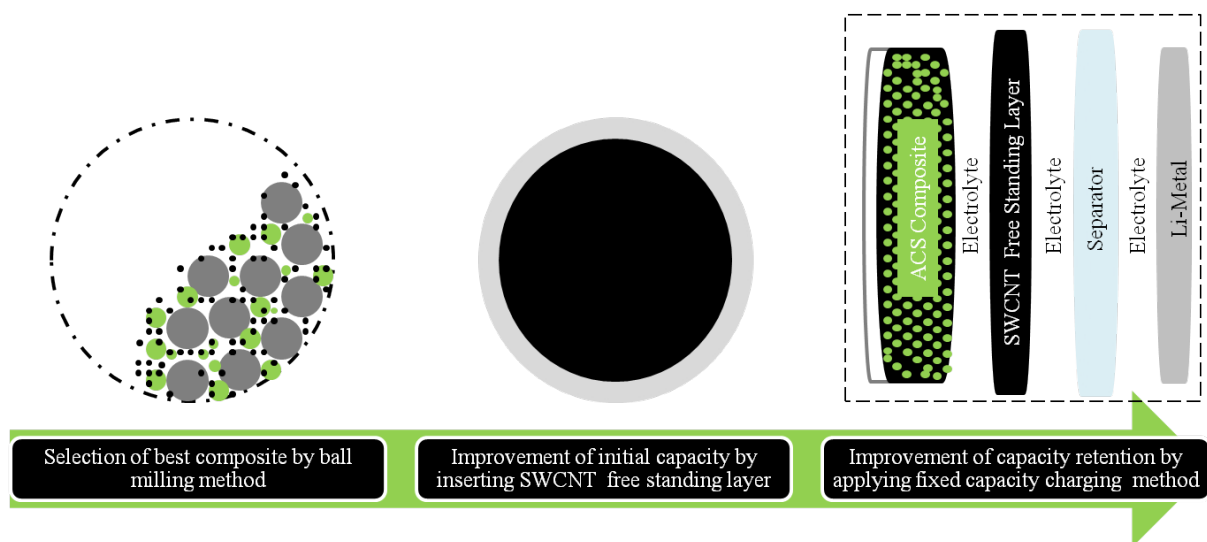 ACS Composite
Electrolyte
SWCNT Free Standing Layer
Electrolyte
Separator
Electrolyte
Li-Metal
Selection of best composite by ball
milling method
Improvement of initial capacity by
inserting SWCNT free standing layer
Improvement of capacity retention by
applying fixed capacity charging method